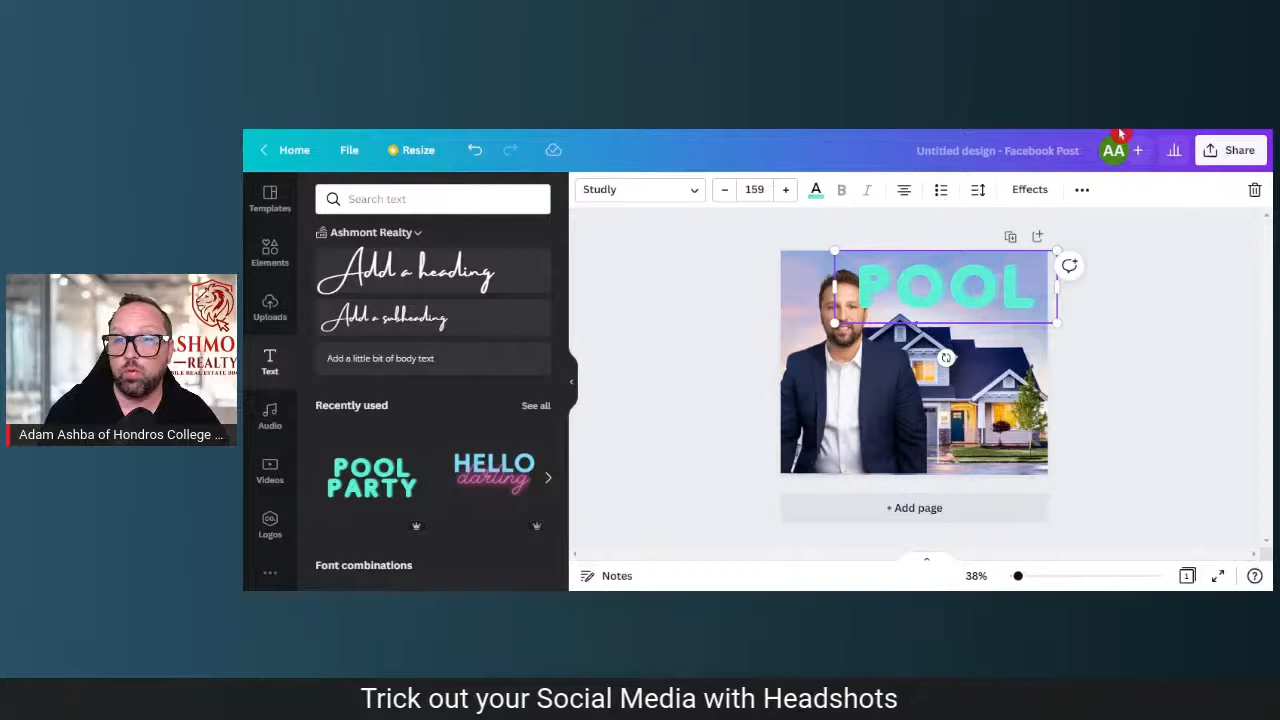 Home File Resize Untitled design - Facebook Post AA + Share
Templates
Elements
Uploads
Text
Audio
Videos
Logos
Search text
Ashmont Realty
Add a heading
Add a subheading
Add a little bit of body text
Recently used See all
POOL
PARTY
HELLO
darling
Font combinations
Studly – 159 + A B I Effects
POOL
+ Add page
Notes 38% 1 ?
REALTY
Adam Ashba of Hondros College ...
Trick out your Social Media with Headshots